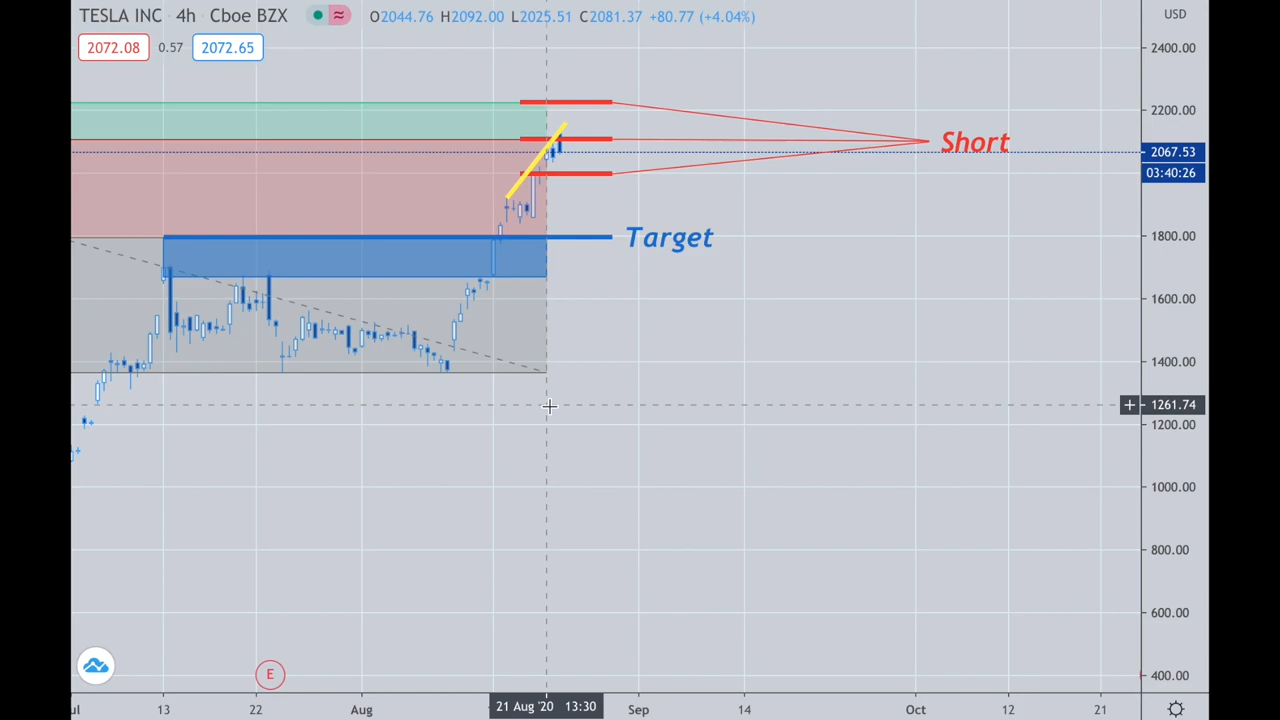 TESLA INC 4h Cboe BZX ≈ O2044.76 H2092.00 L2025.51 C2081.37 +80.77 (+4.04%) USD
2072.08 0.57 2072.65
2400.00
2200.00
Short
2067.53
03:40:26
Target
1800.00
1600.00
1400.00
+ 1261.74
1200.00
1000.00
800.00
600.00
E
400.00
ul 13 22 Aug 21 Aug '20 13:30 Sep 14 Oct 12 21